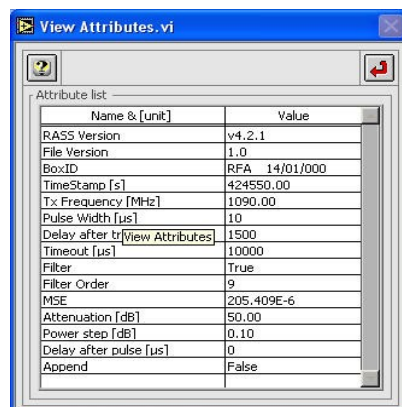 View Attributes.vi
Attribute list
Name & [unit] Value
RASS Version v4.2.1
File Version 1.0
BoxID RFA 14/01/000
TimeStamp [s] 424550.00
Tx Frequency [MHz] 1090.00
Pulse Width [µs] 10
Delay after tr View Attributes 1500
Timeout [µs] 10000
Filter True
Filter Order 9
MSE 205.409E-6
Attenuation [dB] 50.00
Power step [dB] 0.10
Delay after pulse [µs] 0
Append False